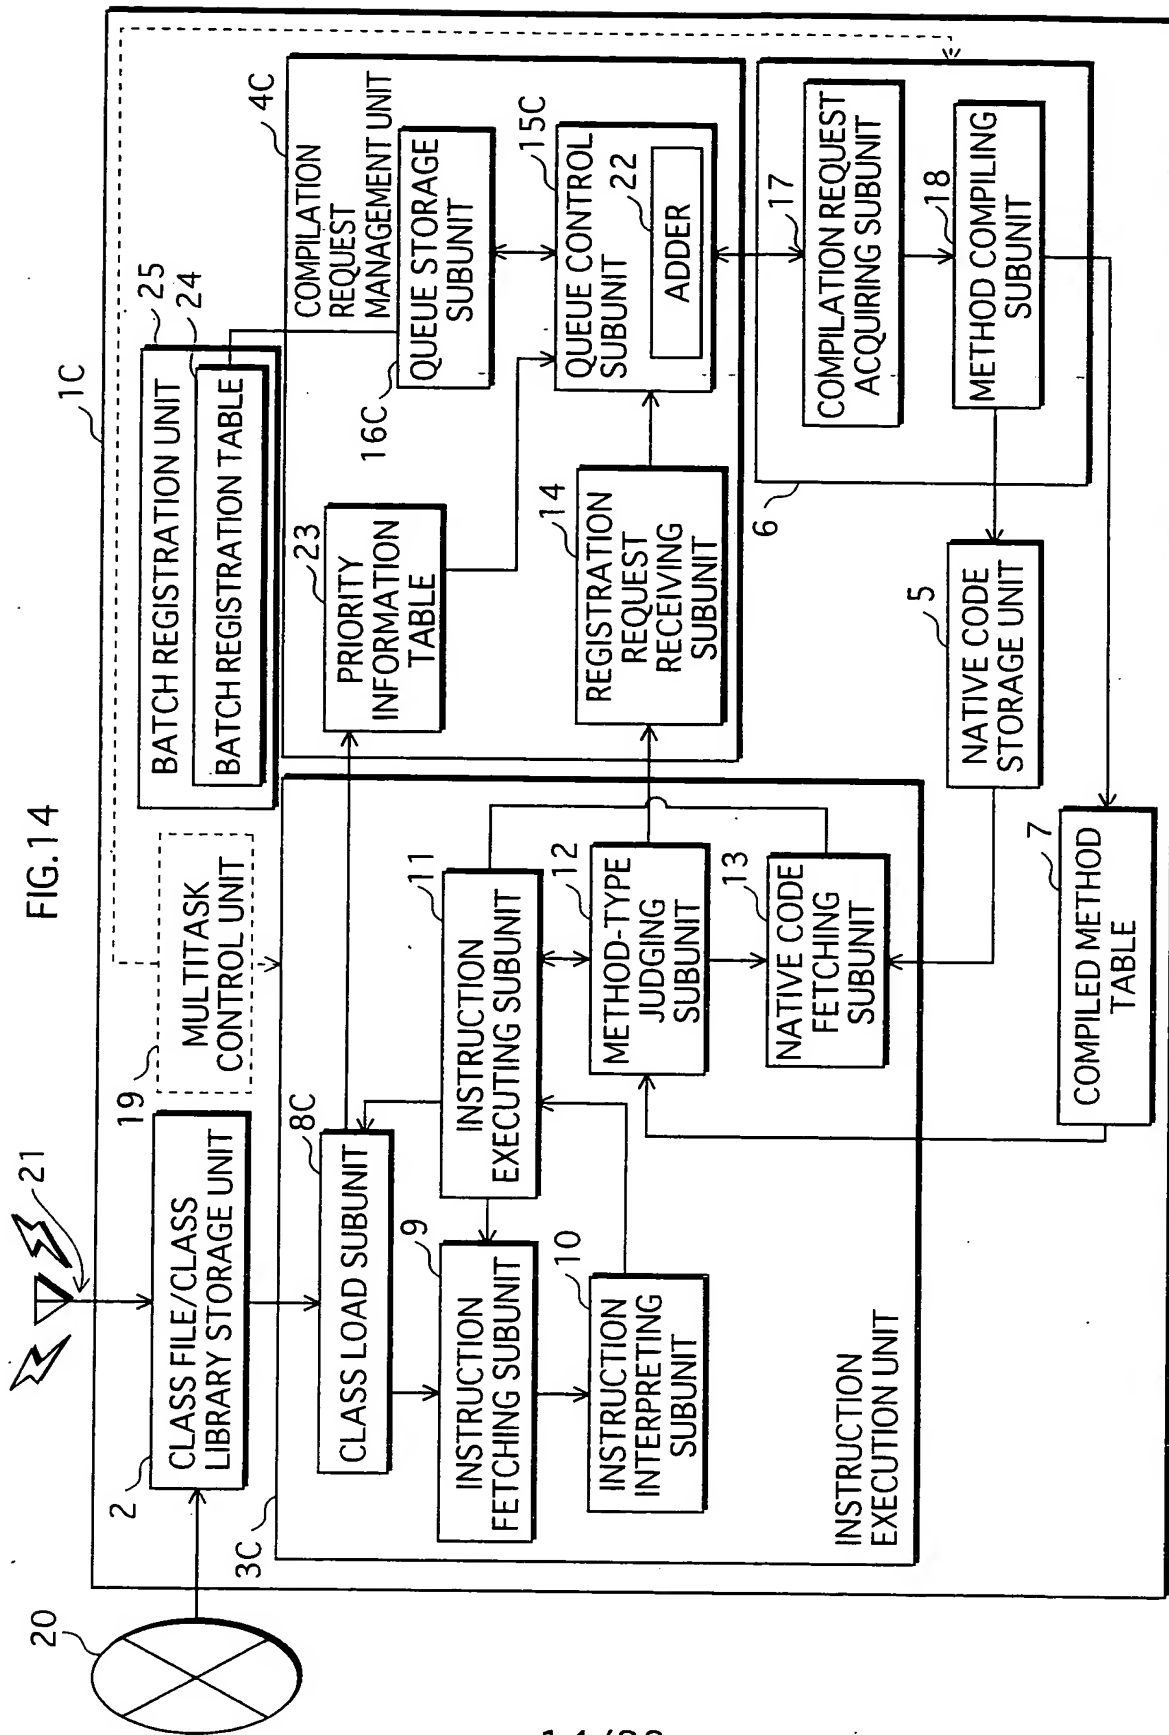 FIG.14
20
21
1C
2
CLASS FILE/CLASS
LIBRARY STORAGE UNIT
19
MULTITASK
CONTROL UNIT
BATCH REGISTRATION UNIT
25
24
BATCH REGISTRATION TABLE
3C
8C
CLASS LOAD SUBUNIT
9
INSTRUCTION
FETCHING SUBUNIT
10
INSTRUCTION
INTERPRETING
SUBUNIT
11
INSTRUCTION
EXECUTING SUBUNIT
12
METHOD-TYPE
JUDGING
SUBUNIT
13
NATIVE CODE
FETCHING
SUBUNIT
INSTRUCTION
EXECUTION UNIT
4C
COMPILATION
REQUEST
MANAGEMENT UNIT
23
PRIORITY
INFORMATION
TABLE
16C
QUEUE STORAGE
SUBUNIT
14
REGISTRATION
REQUEST
RECEIVING
SUBUNIT
15C
QUEUE CONTROL
SUBUNIT
22
ADDER
6
17
COMPILATION REQUEST
ACQUIRING SUBUNIT
18
METHOD COMPILING
SUBUNIT
5
NATIVE CODE
STORAGE UNIT
7
COMPILED METHOD
TABLE